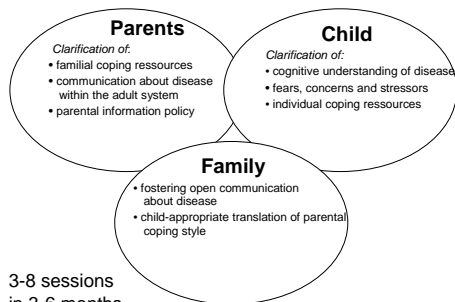 Parents
Clarification of:
• familial coping ressources
• communication about disease
within the adult system
• parental information policy
Child
Clarification of:
• cognitive understanding of disease
• fears, concerns and stressors
• individual coping ressources
Family
• fostering open communication
about disease
• child-appropriate translation of parental
coping style
3-8 sessions
in 3-6 months